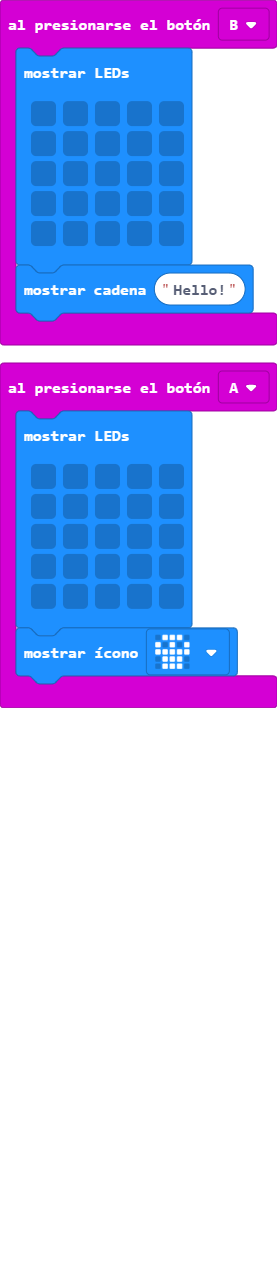 al presionarse el botón B
mostrar LEDs
mostrar cadena "Hello!"
al presionarse el botón A
mostrar LEDs
mostrar ícono